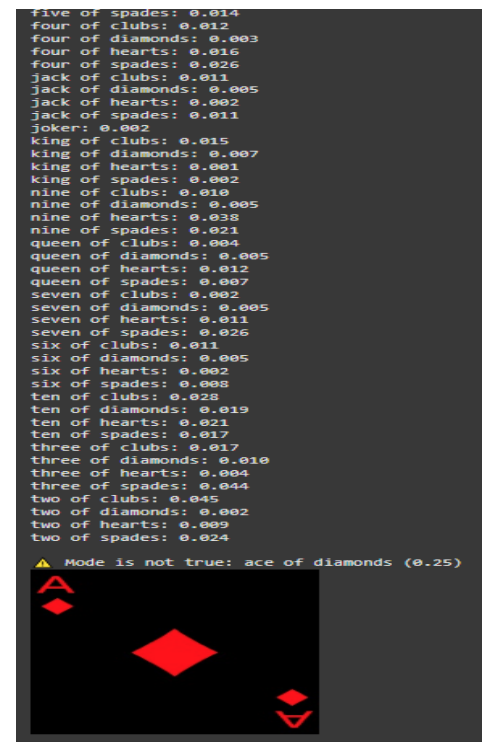 five of spades: 0.014
four of clubs: 0.012
four of diamonds: 0.003
four of hearts: 0.016
four of spades: 0.026
jack of clubs: 0.011
jack of diamonds: 0.005
jack of hearts: 0.002
jack of spades: 0.011
joker: 0.002
king of clubs: 0.015
king of diamonds: 0.007
king of hearts: 0.001
king of spades: 0.002
nine of clubs: 0.010
nine of diamonds: 0.005
nine of hearts: 0.038
nine of spades: 0.021
queen of clubs: 0.004
queen of diamonds: 0.005
queen of hearts: 0.012
queen of spades: 0.007
seven of clubs: 0.002
seven of diamonds: 0.005
seven of hearts: 0.011
seven of spades: 0.026
six of clubs: 0.011
six of diamonds: 0.005
six of hearts: 0.002
six of spades: 0.008
ten of clubs: 0.028
ten of diamonds: 0.019
ten of hearts: 0.021
ten of spades: 0.017
three of clubs: 0.017
three of diamonds: 0.010
three of hearts: 0.004
three of spades: 0.044
two of clubs: 0.045
two of diamonds: 0.002
two of hearts: 0.009
two of spades: 0.024
⚠ Mode is not true: ace of diamonds (0.25)
A
A